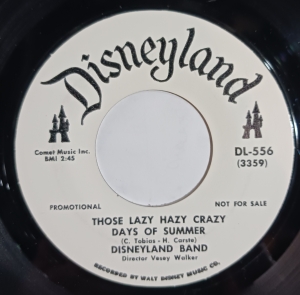 Disneyland
Comet Music Inc.
BMI 2:45
DL-556
(3359)
PROMOTIONAL
NOT FOR SALE
THOSE LAZY HAZY CRAZY
DAYS OF SUMMER
(C. Tobias - H. Carste)
DISNEYLAND BAND
Director Vesey Walker
RECORDED BY WALT DISNEY MUSIC CO.